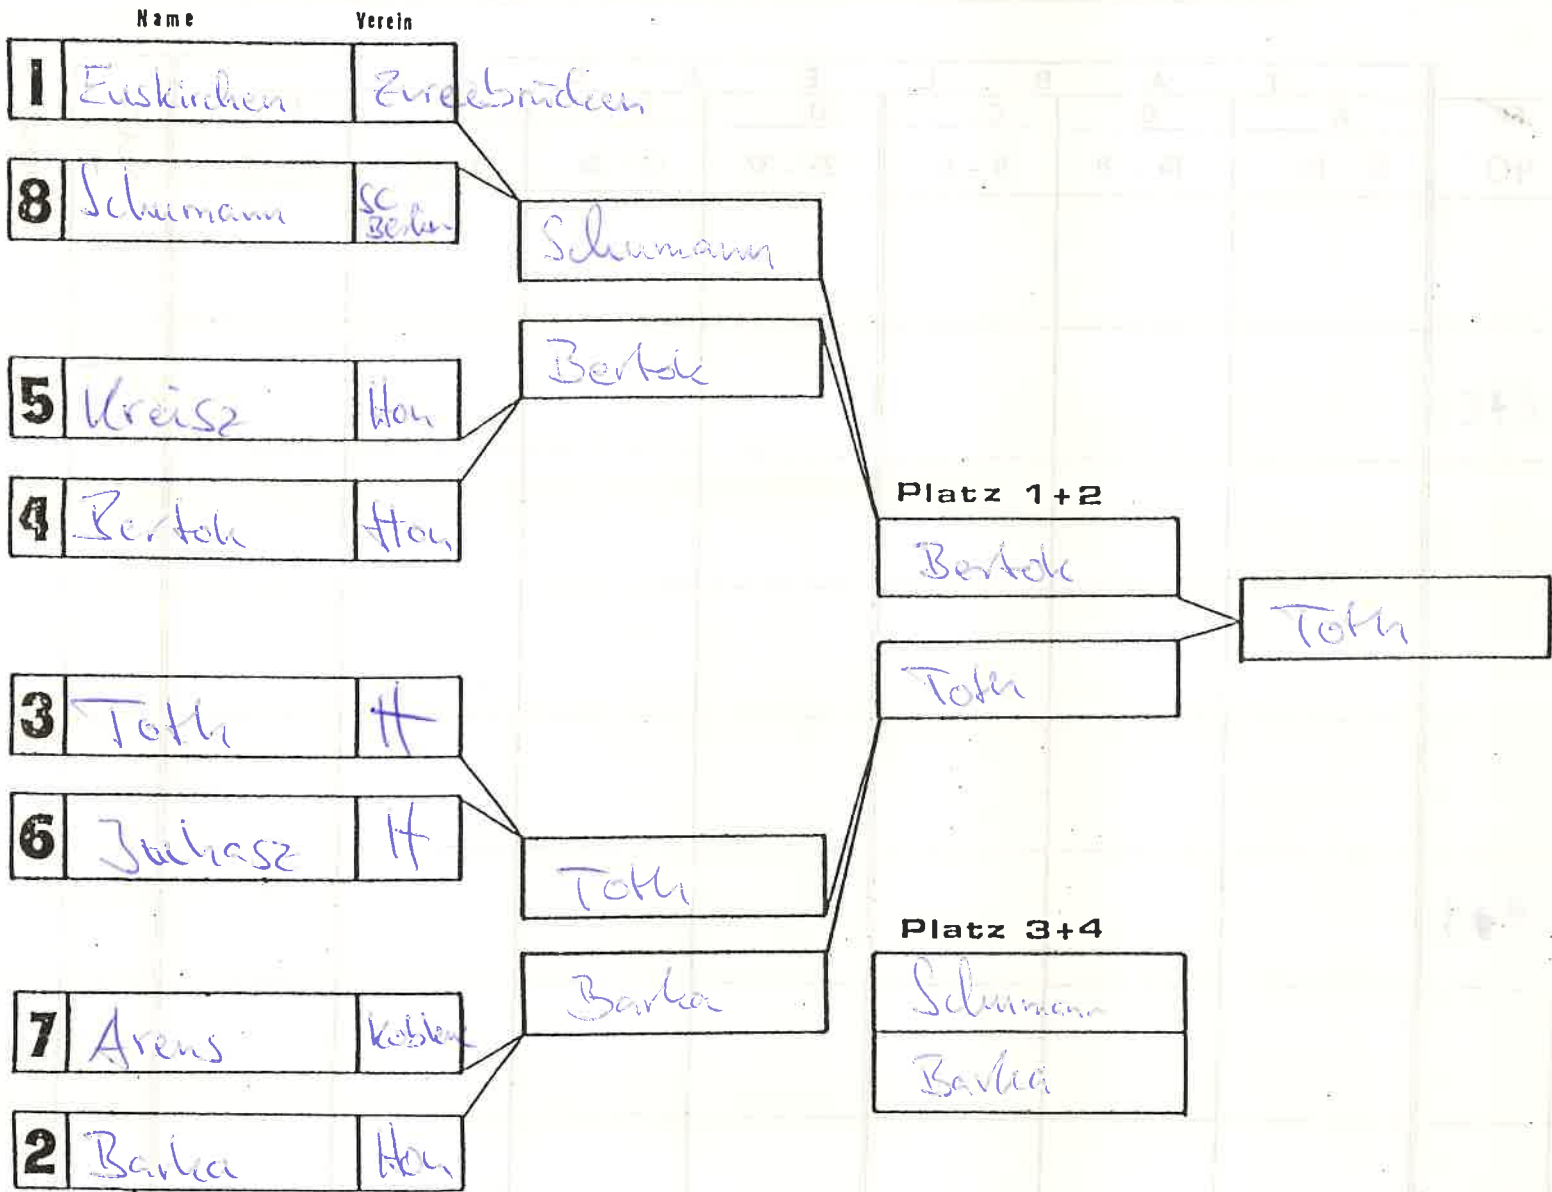 Name Verein
1 Euskirchen Zweebrücken
8 Schumann SC Berlin
Schumann
Bertok
5 Kreisz Hon
4 Bertok Hon
Platz 1+2
Bertok
Toth
Toth
3 Toth H
6 Juhasz H
Toth
Barka
Platz 3+4
Schumann
Barka
7 Arens Koblenz
2 Barka Hon